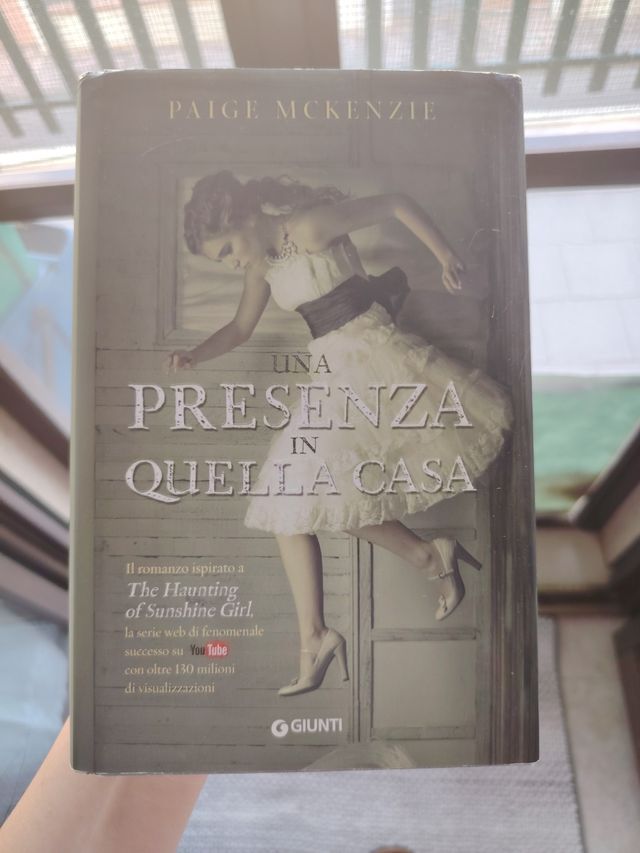 PAIGE MCKENZIE
UNA
PRESENZA
IN
QUELLA CASA
Il romanzo ispirato a
The Haunting
of Sunshine Girl,
la serie web di fenomenale
successo su YouTube
con oltre 130 milioni
di visualizzazioni
GIUNTI